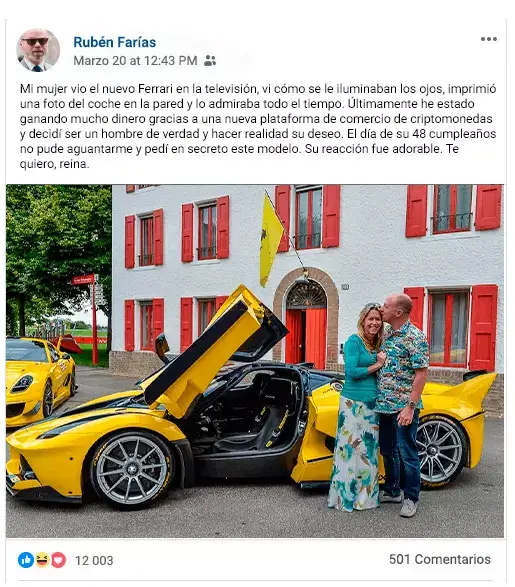 Rubén Farías
Marzo 20 at 12:43 PM
Mi mujer vio el nuevo Ferrari en la televisión, vi cómo se le iluminaban los ojos, imprimió
una foto del coche en la pared y lo admiraba todo el tiempo. Últimamente he estado
ganando mucho dinero gracias a una nueva plataforma de comercio de criptomonedas
y decidí ser un hombre de verdad y hacer realidad su deseo. El día de su 48 cumpleaños
no pude aguantarme y pedí en secreto este modelo. Su reacción fue adorable. Te
quiero, reina.
12 003
501 Comentarios